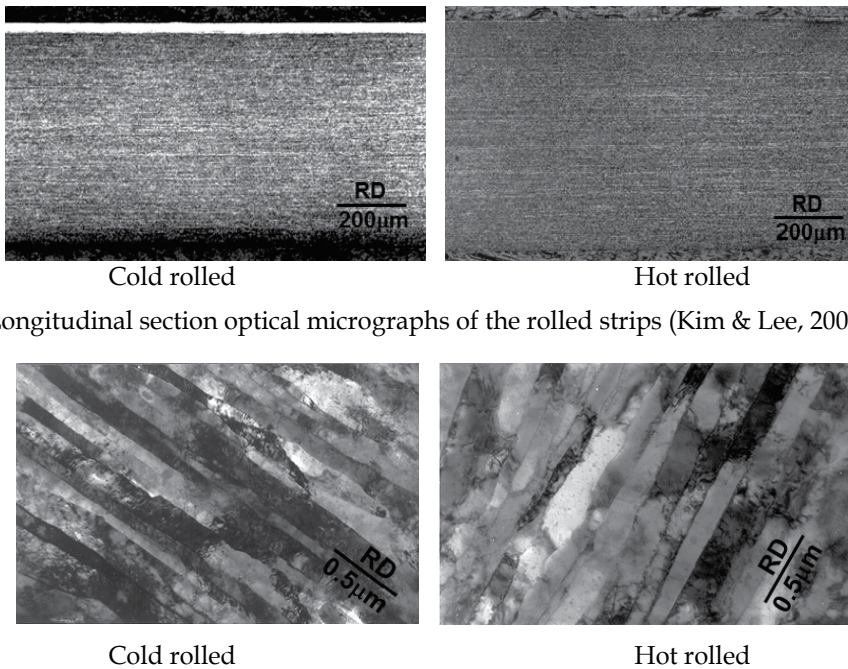 RD
200μm
RD
200μm
Cold rolled
Hot rolled
ongitudinal section optical micrographs of the rolled strips (Kim & Lee, 200
RD
0.5μm
RD
0.5μm
Cold rolled
Hot rolled